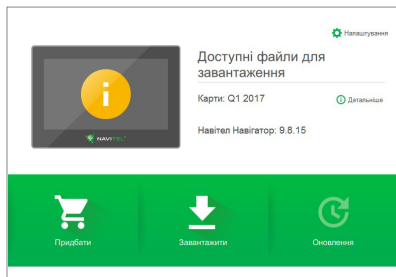 Налаштування
Доступні файли для
завантаження
Карти: Q1 2017
Детальніше
Навітел Навігатор: 9.8.15
NAVITEL
Придбати
Завантажити
Оновлення